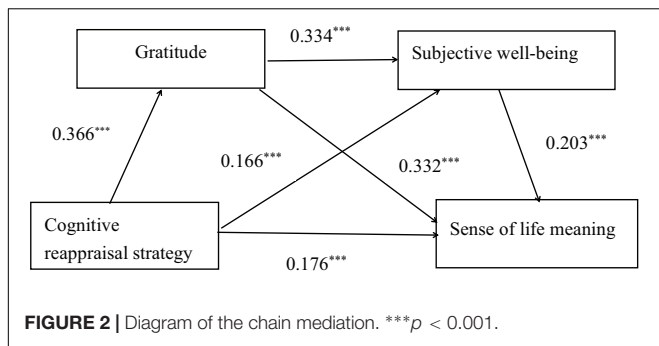 0.334***
Gratitude
Subjective well-being
0.366***
0.166***
0.332***
0.203***
Cognitive
reappraisal strategy
Sense of life meaning
0.176***
FIGURE 2 | Diagram of the chain mediation. ***p < 0.001.